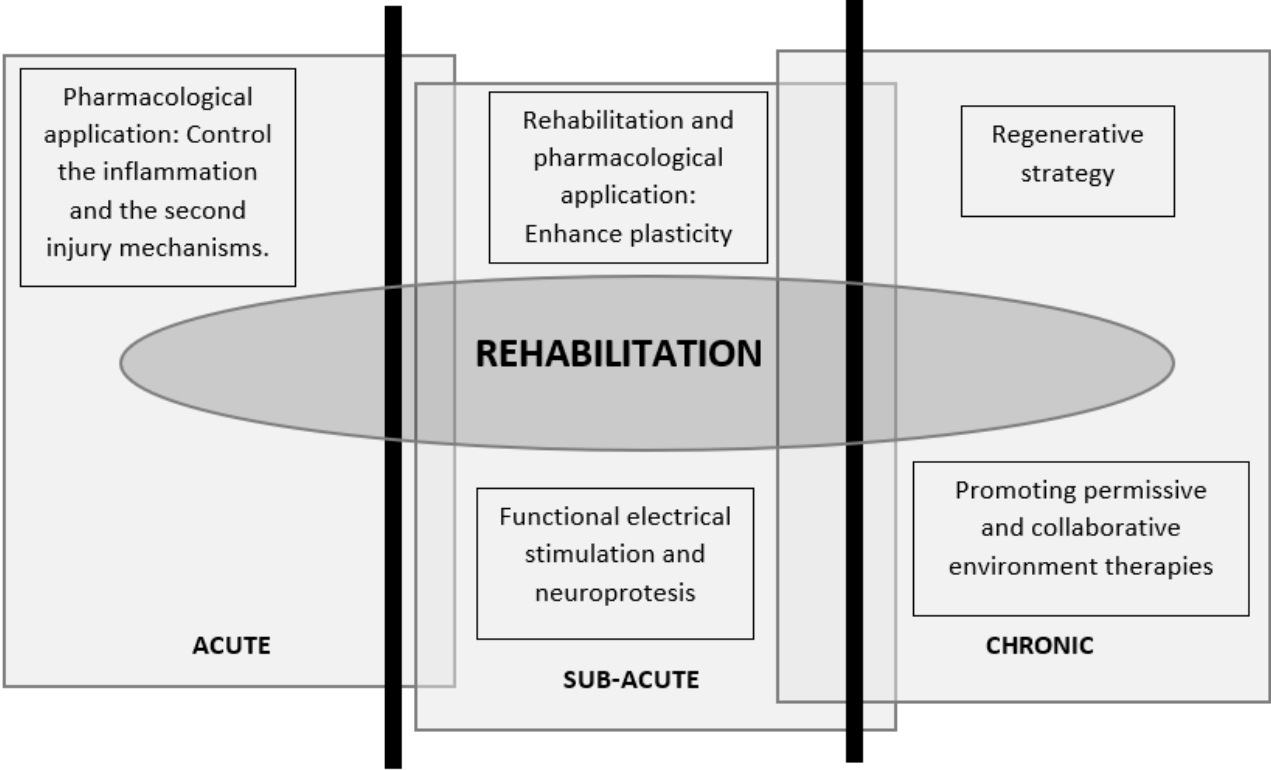 Pharmacological
application: Control
the inflammation
and the second
injury mechanisms.
Rehabilitation and
pharmacological
application:
Enhance plasticity
Regenerative
strategy
REHABILITATION
Functional electrical
stimulation and
neuroprotesis
Promoting permissive
and collaborative
environment therapies
ACUTE
SUB-ACUTE
CHRONIC